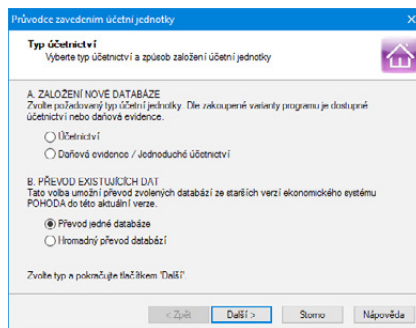 Průvodce zavedením účetní jednotky
Typ účetnictví
Vyberte typ účetnictví a způsob založení účetní jednotky
A. ZALOŽENÍ NOVÉ DATABÁZE
Zvolte požadovaný typ účetní jednotky. Dle zakoupené varianty programu je dostupné
účetnictví nebo daňová evidence.
Účetnictví
Daňová evidence / Jednoduché účetnictví
B. PŘEVOD EXISTUJÍCÍCH DAT
Tato volba umožní převod zvolených databází ze starších verzí ekonomického systému
POHODA do této aktuální verze.
Převod jedné databáze
Hromadný převod databází
Zvolte typ a pokračujte tlačítkem 'Další'
< Zpět Další > Storno Nápověda